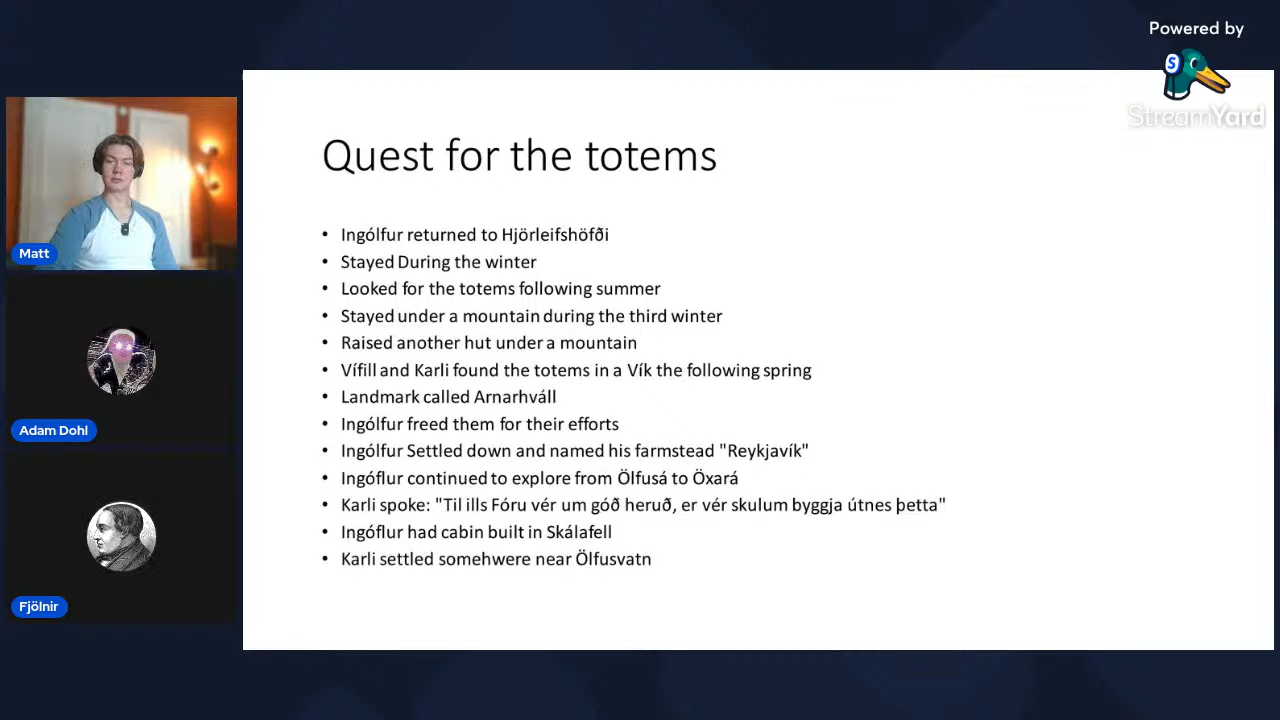 Powered by
StreamYard
Quest for the totems
• Ingólfur returned to Hjörleifshöfði
• Stayed During the winter
• Looked for the totems following summer
• Stayed under a mountain during the third winter
• Raised another hut under a mountain
• Vífill and Karli found the totems in a Vík the following spring
• Landmark called Arnarhváll
• Ingólfur freed them for their efforts
• Ingólfur Settled down and named his farmstead "Reykjavík"
• Ingóflur continued to explore from Ölfusá to Öxará
• Karli spoke: "Til ills Fóru vér um góð heruð, er vér skulum byggja útnes þetta"
• Ingóflur had cabin built in Skálafell
• Karli settled somehwere near Ölfusvatn
Matt
Adam Dohl
Fjölnir